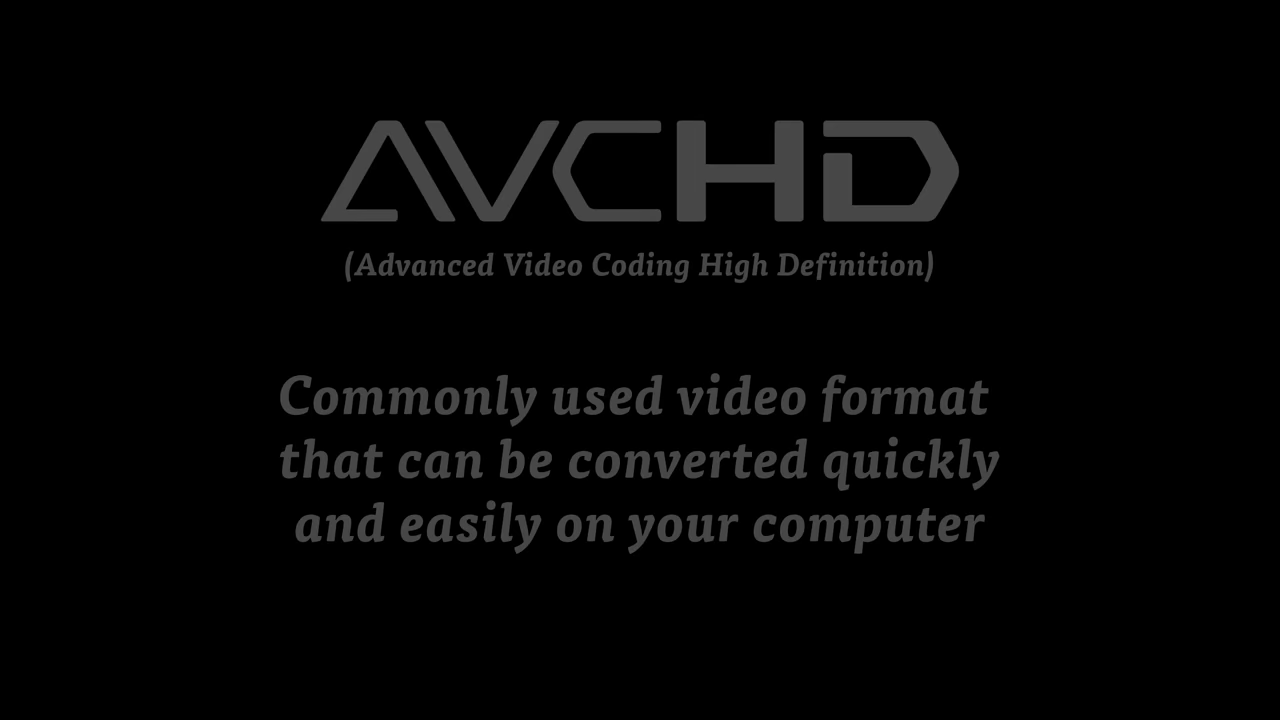 AVCHD
(Advanced Video Coding High Definition)
Commonly used video format
that can be converted quickly
and easily on your computer